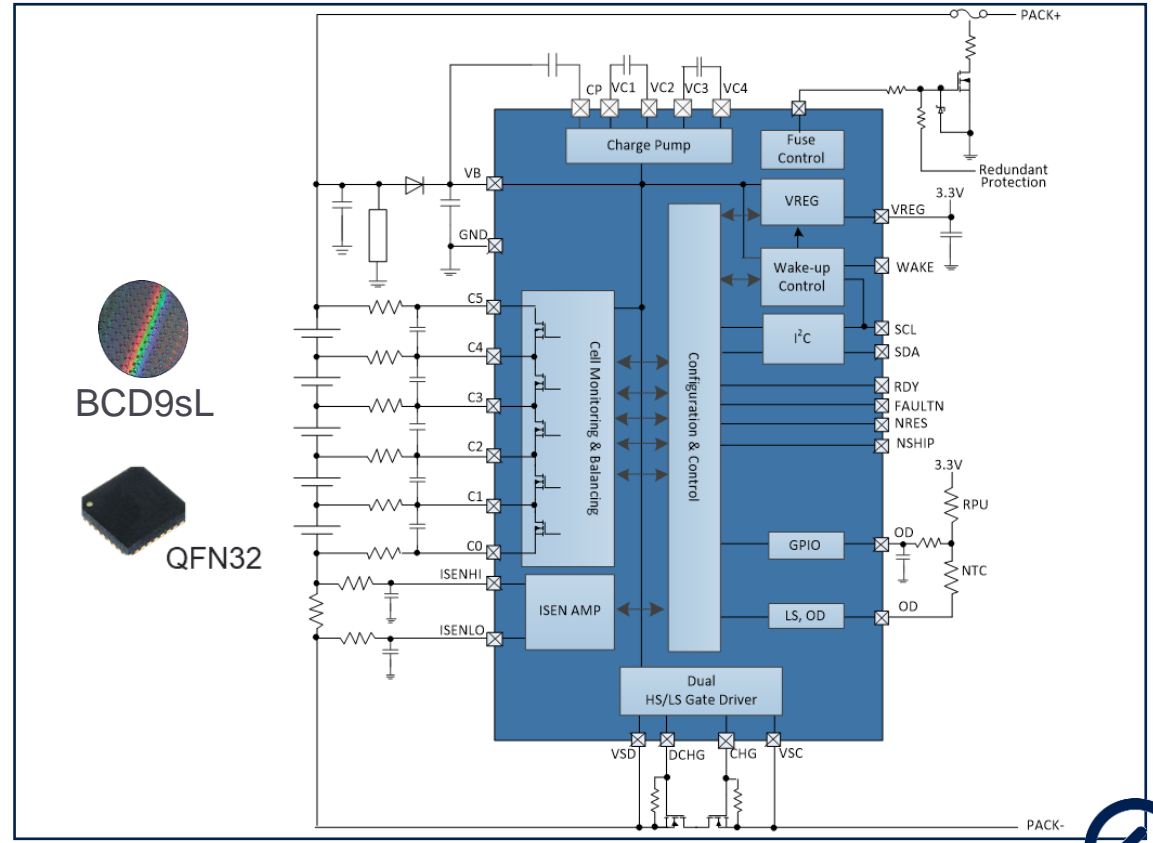 PACK+
CP
VC1
VC2
VC3
VC4
Charge Pump
Fuse
Control
Redundant
Protection
VB
VREG
3.3V
VREG
GND
Wake-up
Control
WAKE
C5
I²C
SCL
SDA
C4
BCD9sL
Cell Monitoring & Balancing
Configuration & Control
RDY
C3
FAULTN
NRES
C2
NSHIP
3.3V
C1
RPU
QFN32
C0
GPIO
OD
NTC
ISENHI
ISEN AMP
LS, OD
OD
ISENLO
Dual
HS/LS Gate Driver
VSD
DCHG
CHG
VSC
PACK-